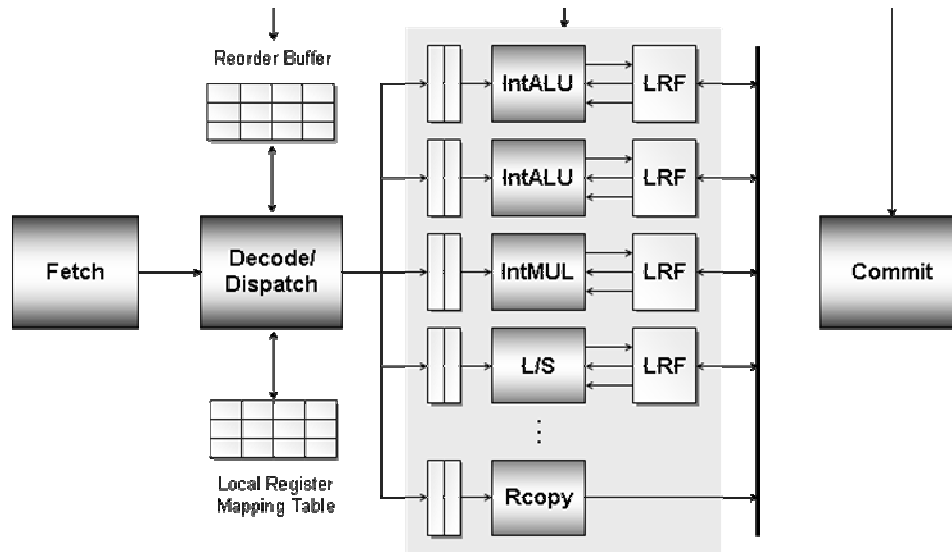 Reorder Buffer
IntALU
LRF
IntALU
LRF
Fetch
Decode/
Dispatch
IntMUL
LRF
Commit
L/S
LRF
Local Register
Mapping Table
Rcopy